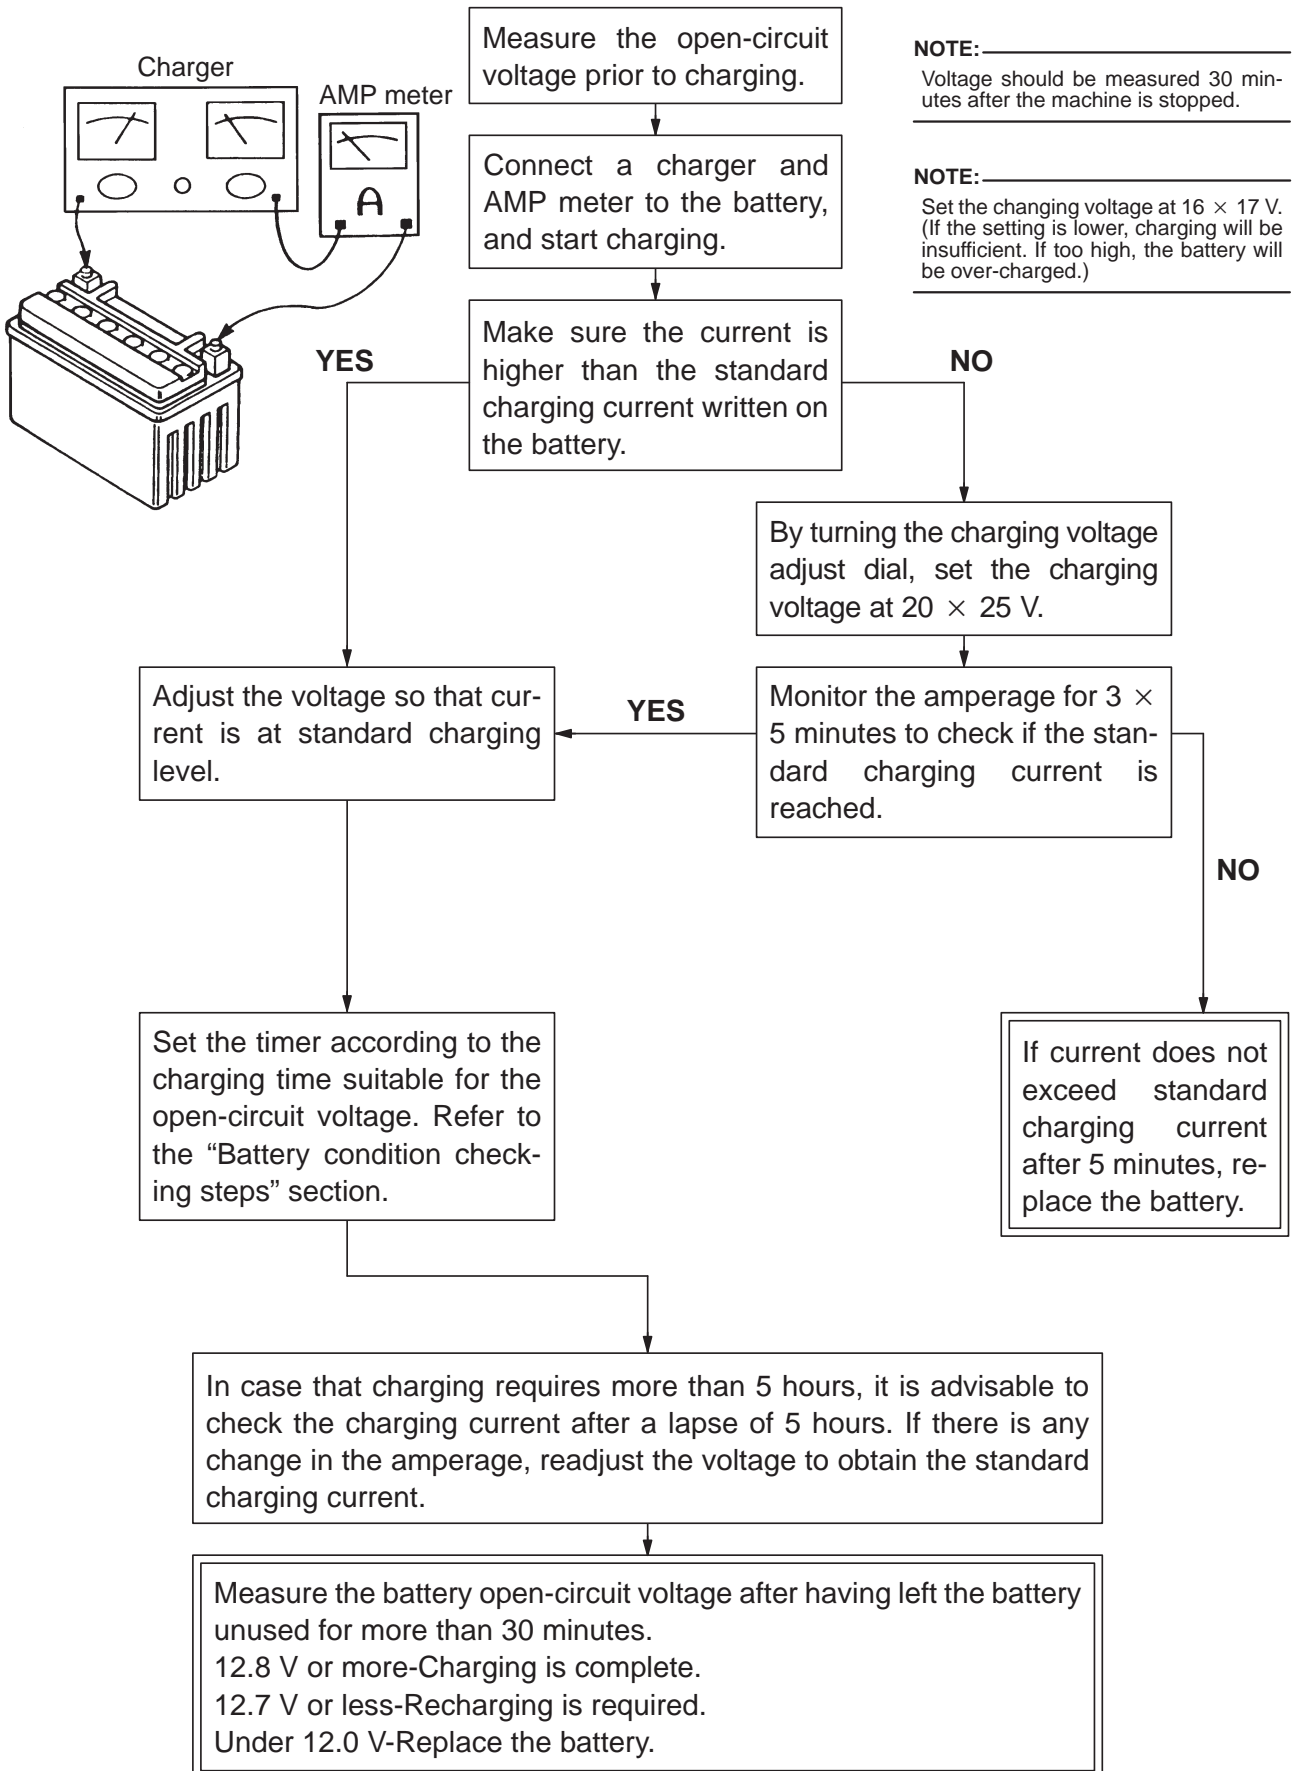 Charger
AMP meter
Measure the open-circuit
voltage prior to charging.
NOTE:
Voltage should be measured 30 min-
utes after the machine is stopped.
Connect a charger and
AMP meter to the battery,
and start charging.
NOTE:
Set the changing voltage at 16 × 17 V.
(If the setting is lower, charging will be
insufficient. If too high, the battery will
be over-charged.)
A
Make sure the current is
higher than the standard
charging current written on
the battery.
YES
NO
By turning the charging voltage
adjust dial, set the charging
voltage at 20 × 25 V.
Adjust the voltage so that cur-
rent is at standard charging
level.
YES
Monitor the amperage for 3 ×
5 minutes to check if the stan-
dard charging current is
reached.
NO
Set the timer according to the
charging time suitable for the
open-circuit voltage. Refer to
the “Battery condition check-
ing steps” section.
If current does not
exceed standard
charging current
after 5 minutes, re-
place the battery.
In case that charging requires more than 5 hours, it is advisable to
check the charging current after a lapse of 5 hours. If there is any
change in the amperage, readjust the voltage to obtain the standard
charging current.
Measure the battery open-circuit voltage after having left the battery
unused for more than 30 minutes.
12.8 V or more-Charging is complete.
12.7 V or less-Recharging is required.
Under 12.0 V-Replace the battery.